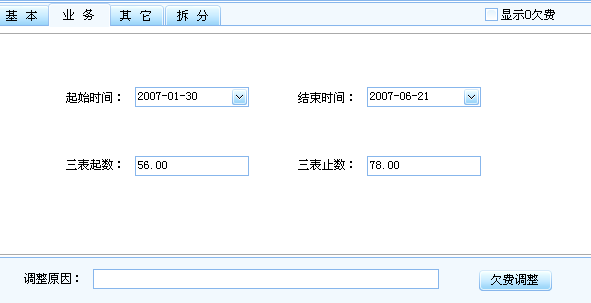 基 本 业 务 其 它 拆 分 显示0欠费
起始时间： 2007-01-30 结束时间： 2007-06-21
三表起数： 56.00 三表止数： 78.00
调整原因： 欠费调整